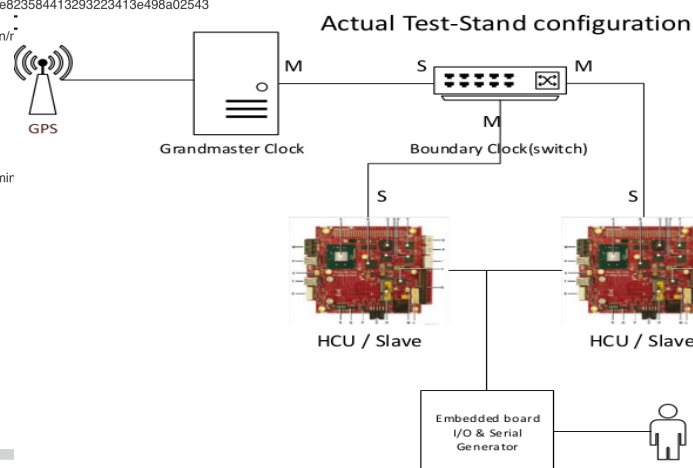 e823584413293223413e498a02543
Actual Test-Stand configuration
M
S
M
GPS
M
Grandmaster Clock
Boundary Clock(switch)
S
S
HCU / Slave
HCU / Slave
Embedded board
I/O & Serial
Generator